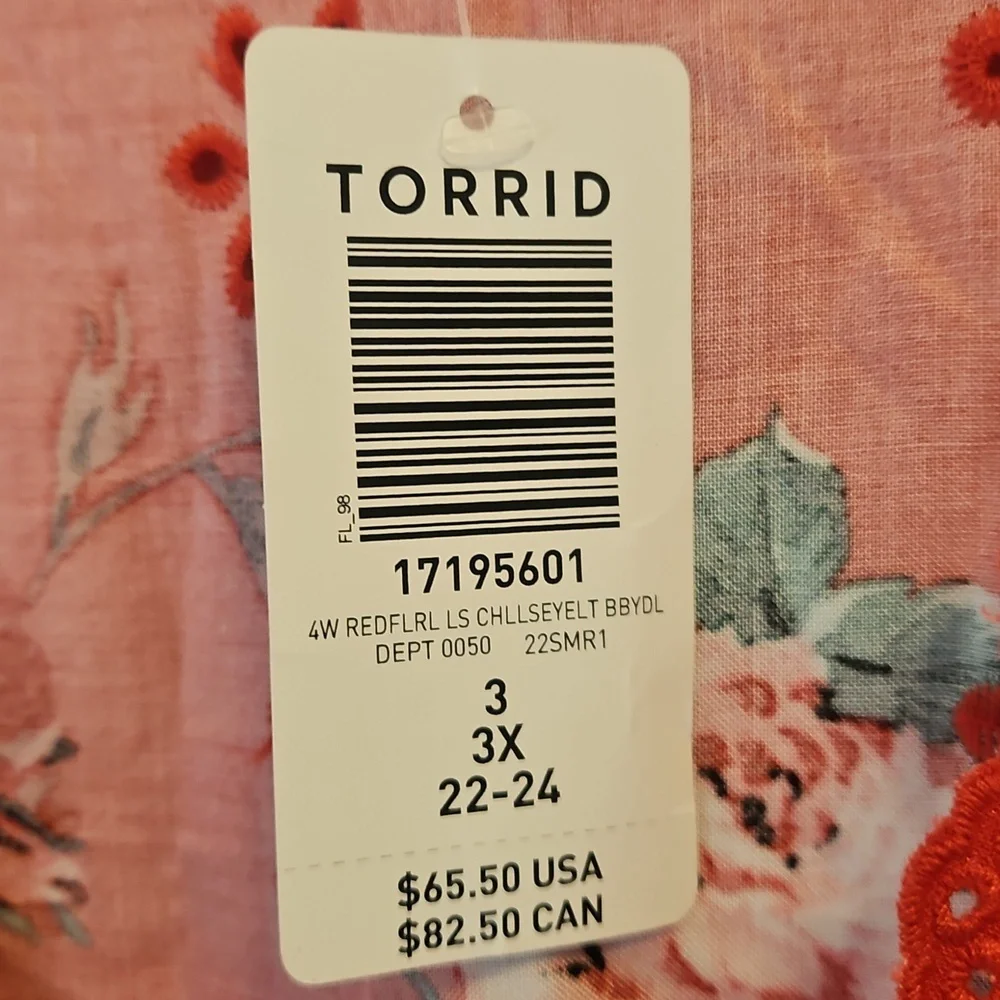 TORRID
FL_98
17195601
4W REDFLRL LS CHLLSEYELT BBYDL
DEPT 0050 22SMR1
3
3X
22-24
$65.50 USA
$82.50 CAN